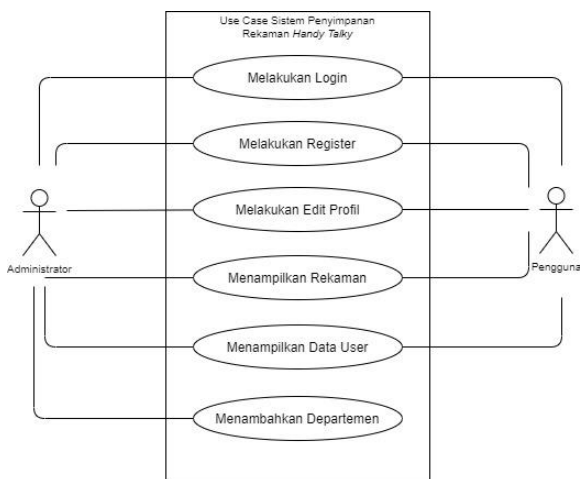 Use Case Sistem Penyimpanan
Rekaman Handy Talky
Melakukan Login
Melakukan Register
Melakukan Edit Profil
Administrator
Menampilkan Rekaman
Pengguna
Menampilkan Data User
Menambahkan Departemen